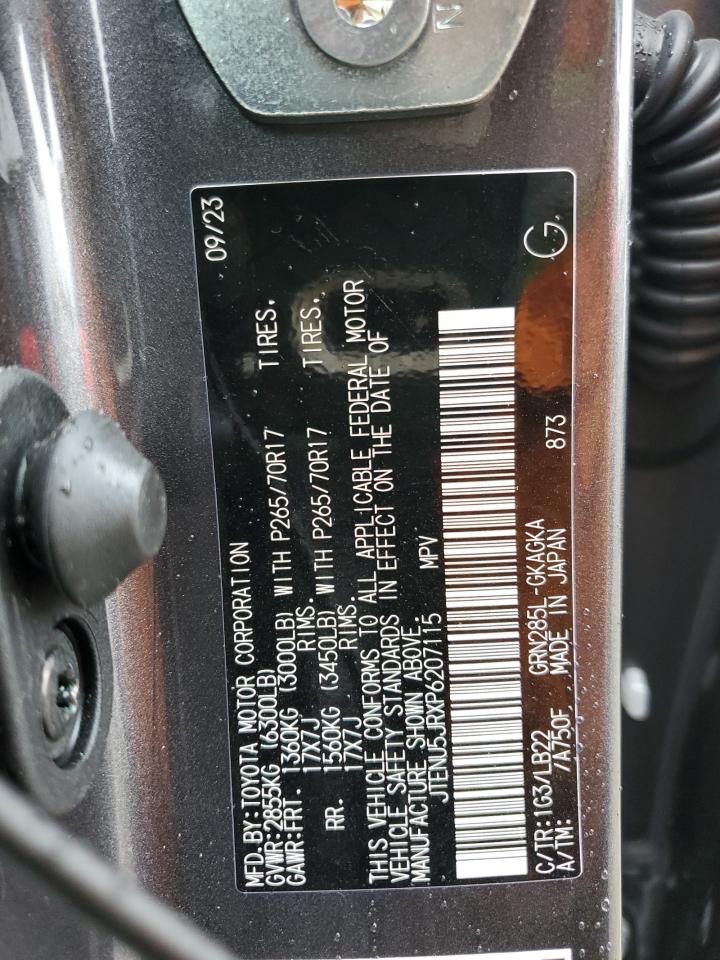 N
MFD.BY:TOYOTA MOTOR CORPORATION 09/23
GVWR:2855KG (6300LB)
GAWR:FRT. 1360KG (3000LB) WITH P265/70R17 TIRES.
17X7J RIMS.
RR. 1560KG (3450LB) WITH P265/70R17 TIRES.
17X7J RIMS.
THIS VEHICLE CONFORMS TO ALL APPLICABLE FEDERAL MOTOR
VEHICLE SAFETY STANDARDS IN EFFECT ON THE DATE OF
MANUFACTURE SHOWN ABOVE.
JTENU5JRXP6207115 MPV
C/TR:1G3/LB22 GRN285L-GKAGKA 873 G
A/TM: /A750F MADE IN JAPAN